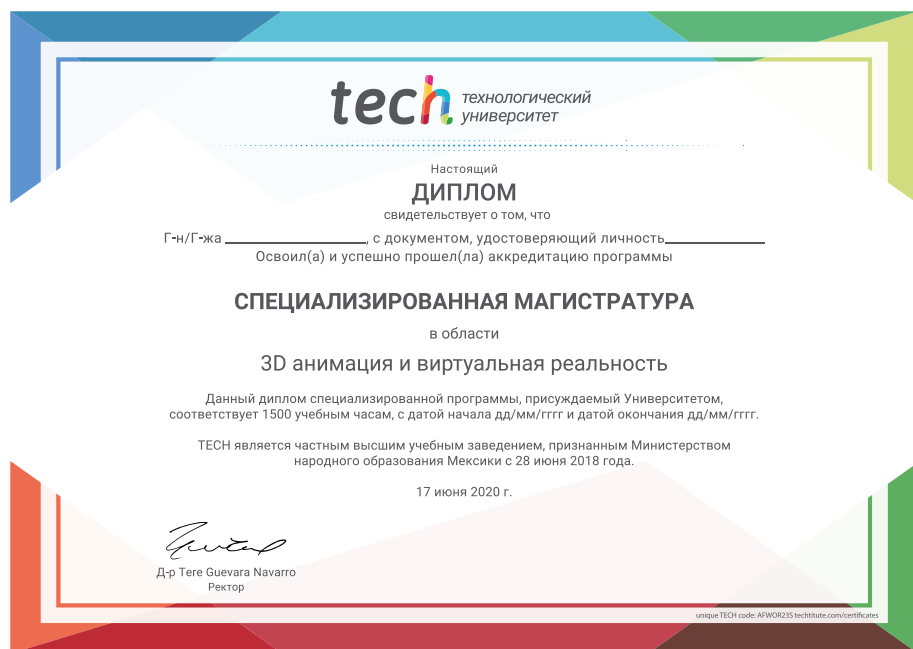 tech технологический
университет
Настоящий
ДИПЛОМ
свидетельствует о том, что
Г-н/Г-жа ____________________, с документом, удостоверяющий личность______________
Освоил(а) и успешно прошел(ла) аккредитацию программы
СПЕЦИАЛИЗИРОВАННАЯ МАГИСТРАТУРА
в области
3D анимация и виртуальная реальность
Данный диплом специализированной программы, присуждаемый Университетом,
соответствует 1500 учебным часам, с датой начала дд/мм/гггг и датой окончания дд/мм/гггг.
TECH является частным высшим учебным заведением, признанным Министерством
народного образования Мексики с 28 июня 2018 года.
17 июня 2020 г.
Д-р Tere Guevara Navarro
Ректор
unique TECH code: AFWOR23S techtitute.com/certificates